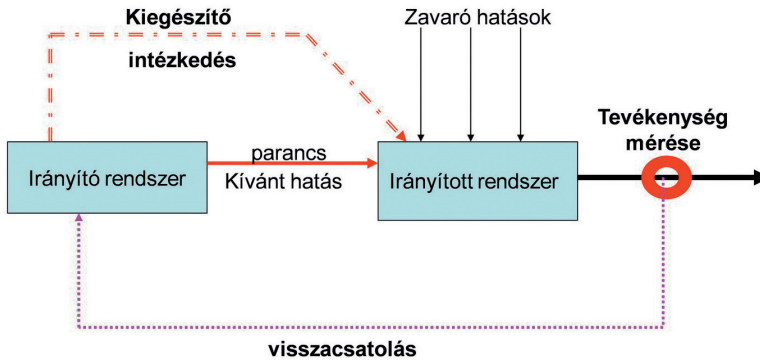 Kiegészítő
intézkedés
Zavaró hatások
Tevékenység
mérése
Irányító rendszer
parancs
Kívánt hatás
Irányított rendszer
visszacsatolás